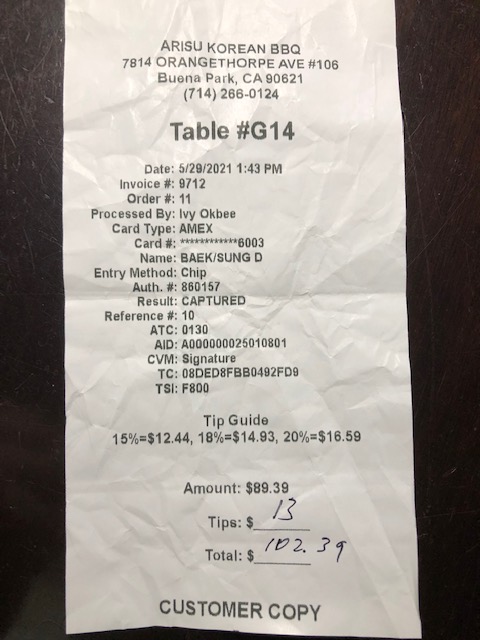 ARISU KOREAN BBQ
7814 ORANGETHORPE AVE #106
Buena Park, CA 90621
(714) 266-0124
Table #G14
Date: 5/29/2021 1:43 PM
Invoice #: 9712
Order #: 11
Processed By: Ivy Okbee
Card Type: AMEX
Card #: ************6003
Name: BAEK/SUNG D
Entry Method: Chip
Auth. #: 860157
Result: CAPTURED
Reference #: 10
ATC: 0130
AID: A000000025010801
CVM: Signature
TC: 08DED8FBB0492FD9
TSI: F800
Tip Guide
15%=$12.44, 18%=$14.93, 20%=$16.59
Amount: $89.39
Tips: $ 13
Total: $ 102.39
CUSTOMER COPY